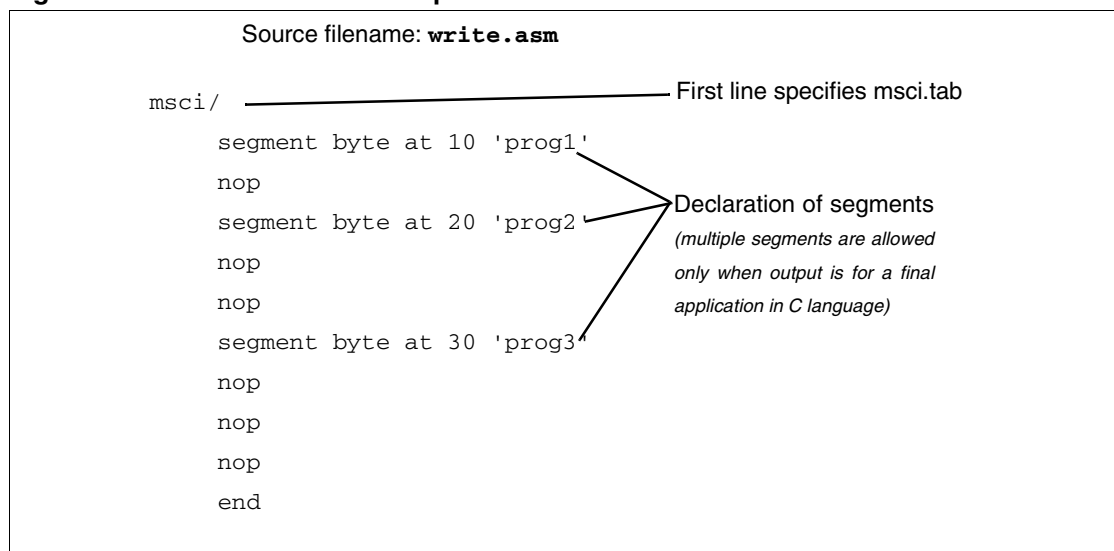 Source filename: write.asm
msci/
First line specifies msci.tab
segment byte at 10 'prog1'
nop
segment byte at 20 'prog2'
Declaration of segments
(multiple segments are allowed
only when output is for a final
application in C language)
nop
nop
segment byte at 30 'prog3'
nop
nop
nop
end